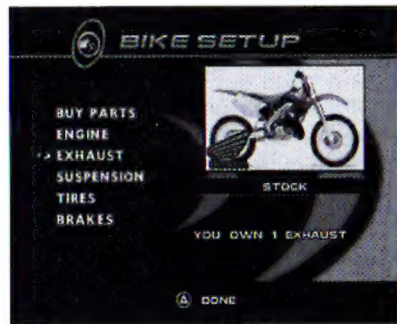 BIKE SETUP
BUY PARTS
ENGINE
EXHAUST
SUSPENSION
TIRES
BRAKES
STOCK
YOU OWN 1 EXHAUST
A DONE